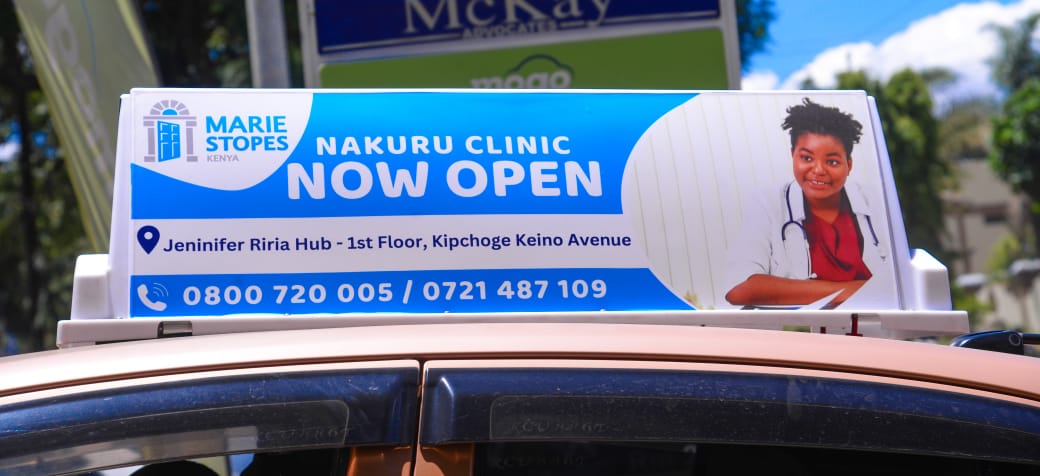 McKay
ADVOCATES
mogo
MARIE
STOPES
KENYA
NAKURU CLINIC
NOW OPEN
Jeninifer Riria Hub - 1st Floor, Kipchoge Keino Avenue
0800 720 005 / 0721 487 109